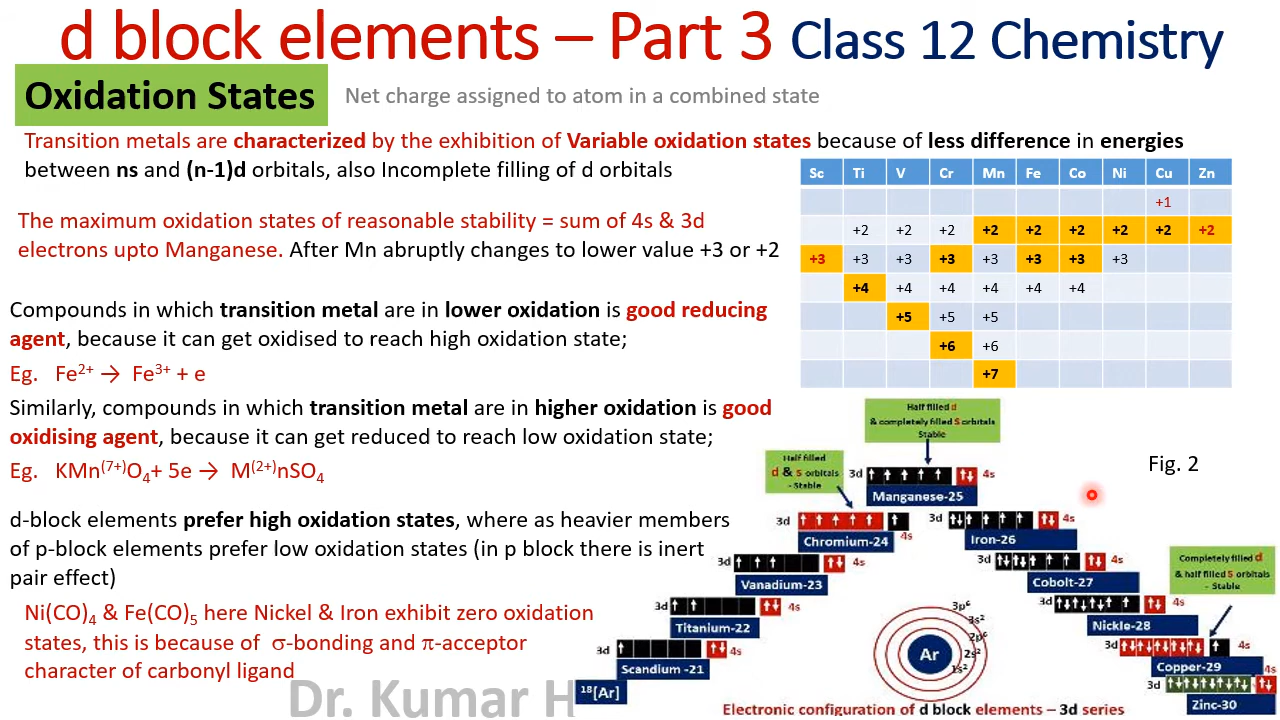 d block elements – Part 3 Class 12 Chemistry
Oxidation States
Net charge assigned to atom in a combined state
Transition metals are characterized by the exhibition of Variable oxidation states because of less difference in energies
between ns and (n-1)d orbitals, also Incomplete filling of d orbitals
Sc Ti V Cr Mn Fe Co Ni Cu Zn
+1
+2 +2 +2 +2 +2 +2 +2 +2 +2
+3 +3 +3 +3 +3 +3 +3 +3
+4 +4 +4 +4 +4 +4
+5 +5 +5
+6 +6
+7
The maximum oxidation states of reasonable stability = sum of 4s & 3d
electrons upto Manganese. After Mn abruptly changes to lower value +3 or +2
Compounds in which transition metal are in lower oxidation is good reducing
agent, because it can get oxidised to reach high oxidation state;
Eg. Fe²⁺ → Fe³⁺ + e
Similarly, compounds in which transition metal are in higher oxidation is good
oxidising agent, because it can get reduced to reach low oxidation state;
Eg. KMn⁽⁷⁺⁾O₄+ 5e → M⁽²⁺⁾nSO₄
d-block elements prefer high oxidation states, where as heavier members
of p-block elements prefer low oxidation states (in p block there is inert
pair effect)
Ni(CO)₄ & Fe(CO)₅ here Nickel & Iron exhibit zero oxidation
states, this is because of σ-bonding and π-acceptor
character of carbonyl ligand
Dr. Kumar H
Fig. 2
Half filled d
& completely filled S orbitals
Stable
3d 4s
Manganese-25
Half filled
d & S orbitals
- Stable
3d 4s
Chromium-24
3d 4s
Iron-26
3d 4s
Vanadium-23
3d 4s
Cobolt-27
Completely filled d
& half filled S orbitals
- Stable
3d 4s
Titanium-22
3d 4s
Nickle-28
3d 4s
Scandium -21
3d 4s
Copper-29
¹⁸[Ar]
3d 4s
Zinc-30
3p⁶
3s²
2p⁶
2s²
1s²
Ar
Electronic configuration of d block elements – 3d series